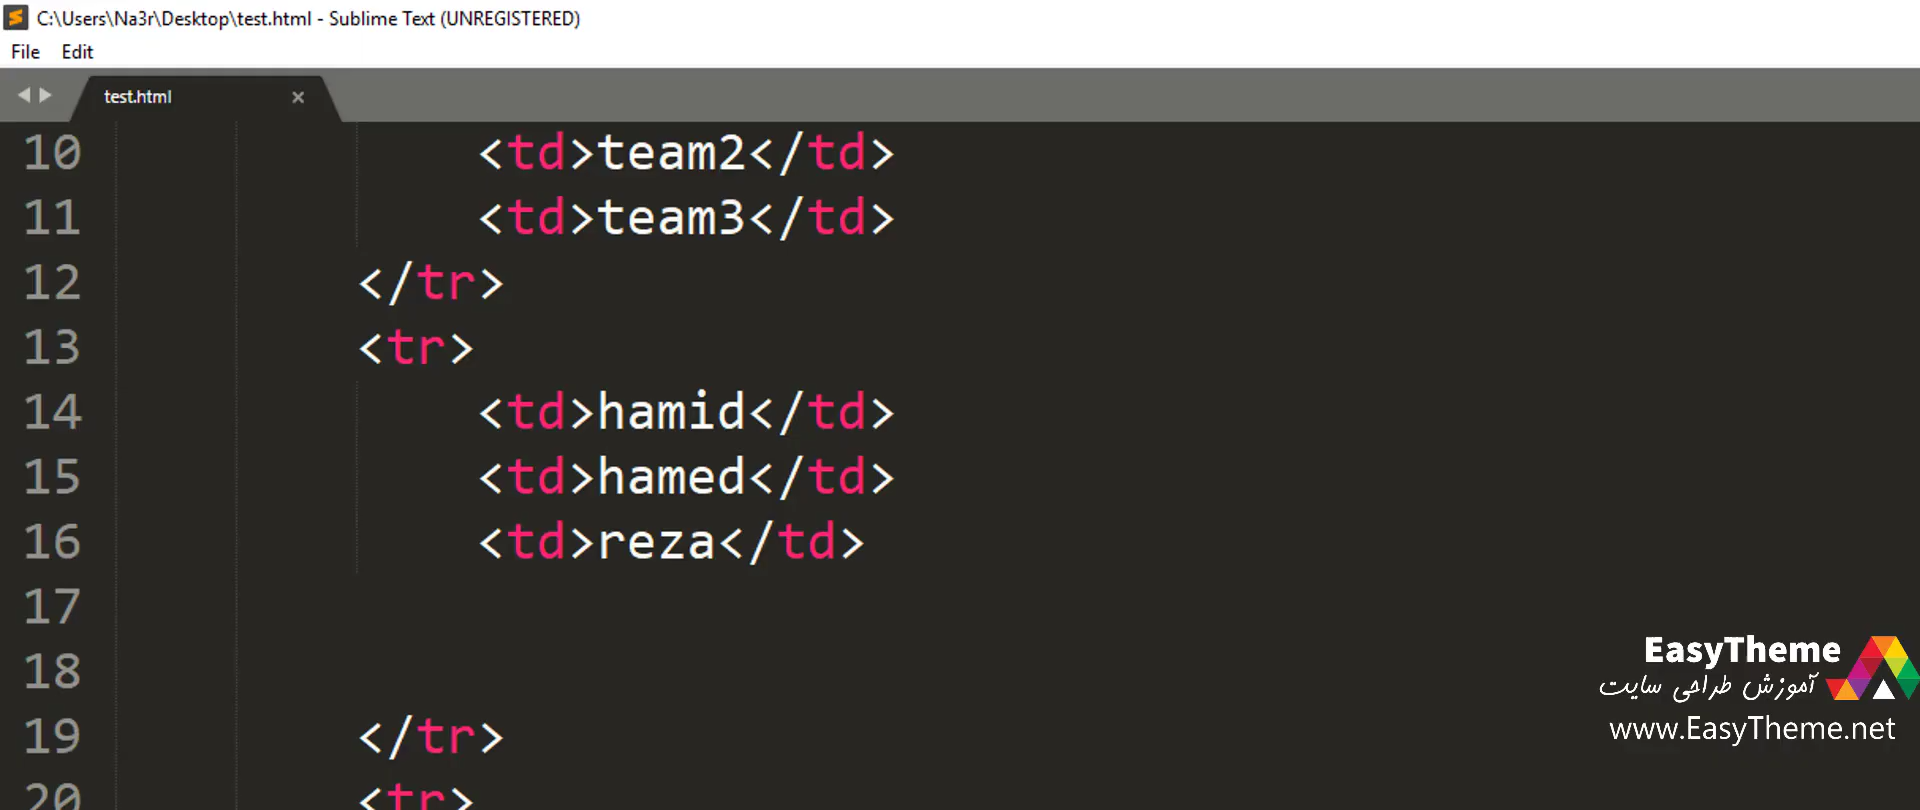 C:\Users\Na3r\Desktop\test.html - Sublime Text (UNREGISTERED)
File Edit
test.html
10 <td>team2</td>
11 <td>team3</td>
12 </tr>
13 <tr>
14 <td>hamid</td>
15 <td>hamed</td>
16 <td>reza</td>
17
18
19 </tr>
20 <tr>
EasyTheme
آموزش طراحی سایت
www.EasyTheme.net